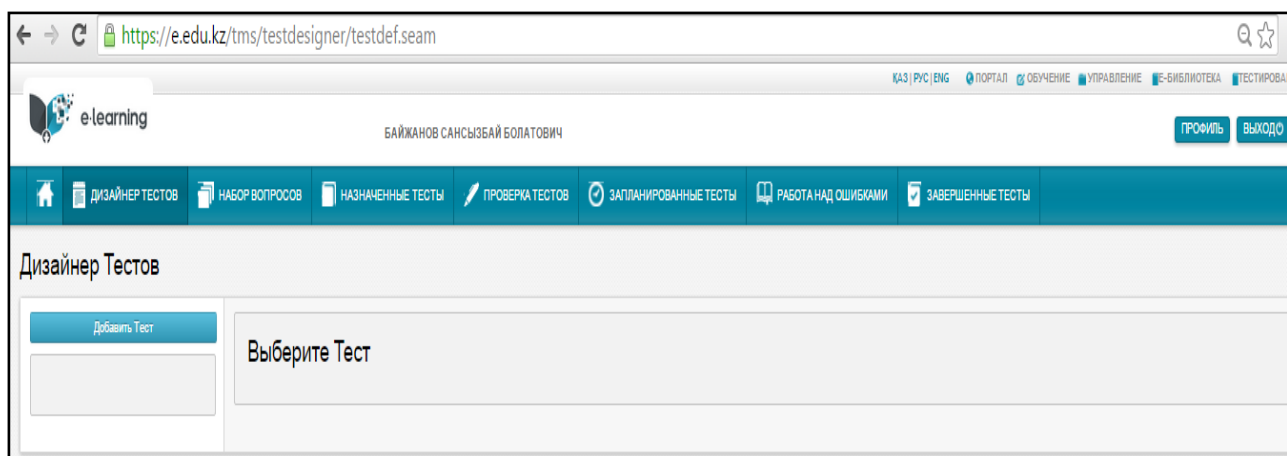 https://e.edu.kz/tms/testdesigner/testdef.seam
ҚАЗ | РУС | ENG ПОРТАЛ ОБУЧЕНИЕ УПРАВЛЕНИЕ Е-БИБЛИОТЕКА ТЕСТИРОВА
e-learning
БАЙЖАНОВ САНСЫЗБАЙ БОЛАТОВИЧ
ПРОФИЛЬ ВЫХОД
ДИЗАЙНЕР ТЕСТОВ НАБОР ВОПРОСОВ НАЗНАЧЕННЫЕ ТЕСТЫ ПРОВЕРКА ТЕСТОВ ЗАПЛАНИРОВАННЫЕ ТЕСТЫ РАБОТА НАД ОШИБКАМИ ЗАВЕРШЕННЫЕ ТЕСТЫ
Дизайнер Тестов
Добавить Тест
Выберите Тест